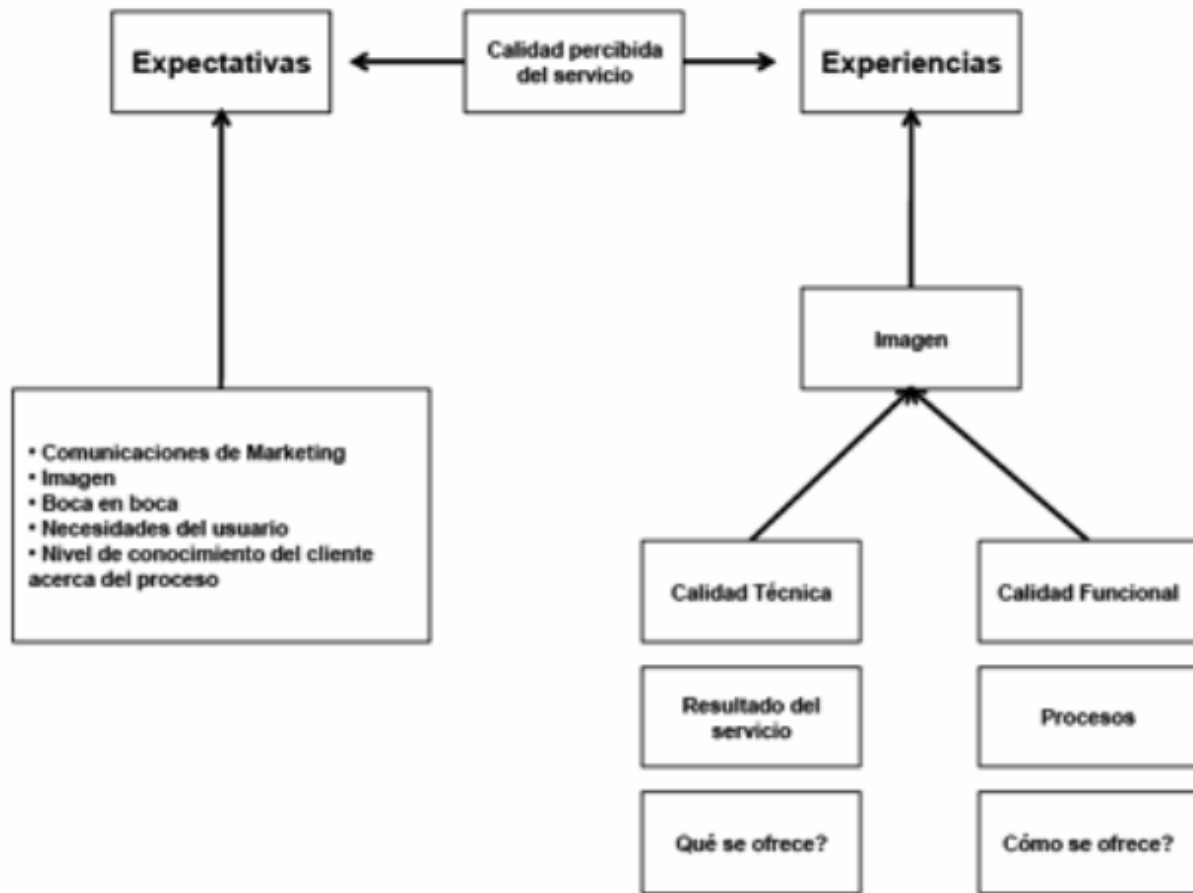 Expectativas
Calidad percibida
del servicio
Experiencias
Imagen
• Comunicaciones de Marketing
• Imagen
• Boca en boca
• Necesidades del usuario
• Nivel de conocimiento del cliente
acerca del proceso
Calidad Técnica
Calidad Funcional
Resultado del
servicio
Procesos
Qué se ofrece?
Cómo se ofrece?